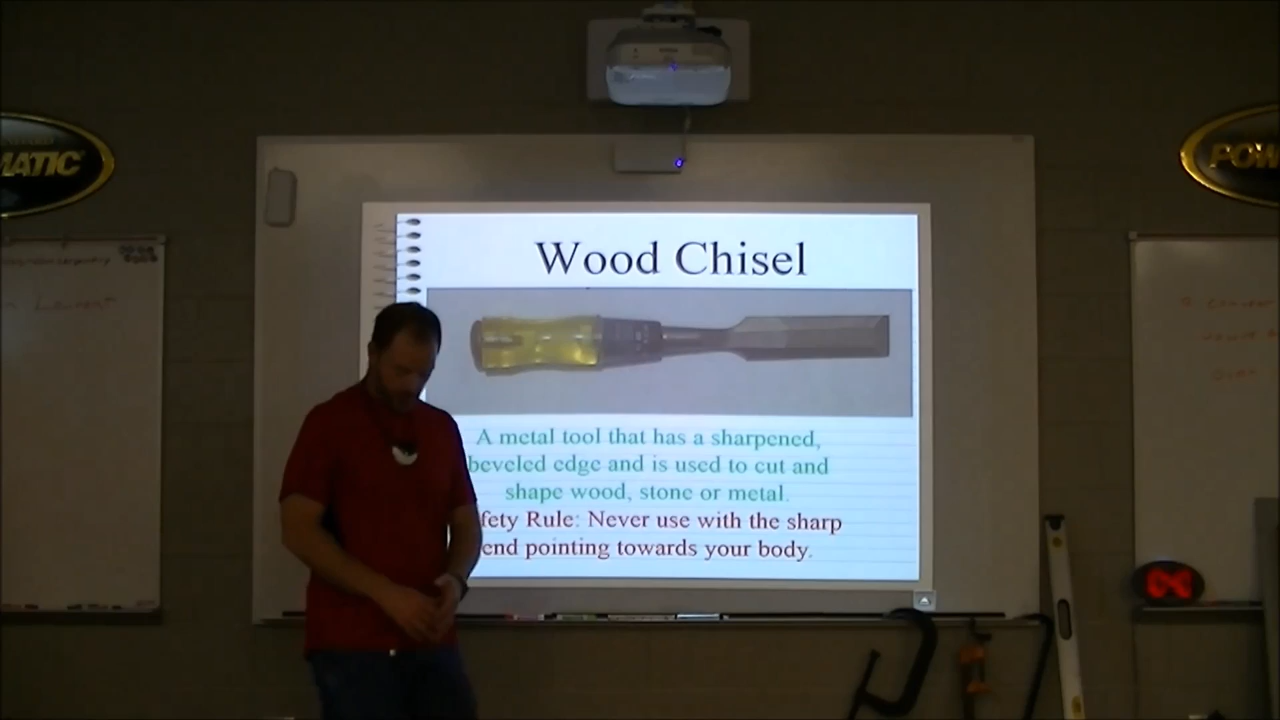 MATIC
POW
Wood Chisel
A metal tool that has a sharpened,
beveled edge and is used to cut and
shape wood, stone or metal.
fety Rule: Never use with the sharp
end pointing towards your body.